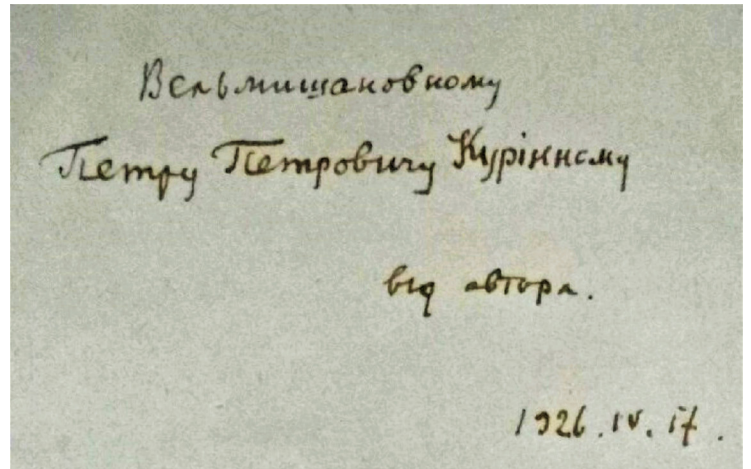 Вельмишановному
Петру Петровичу Курінному
від автора.
1926.IV.17.